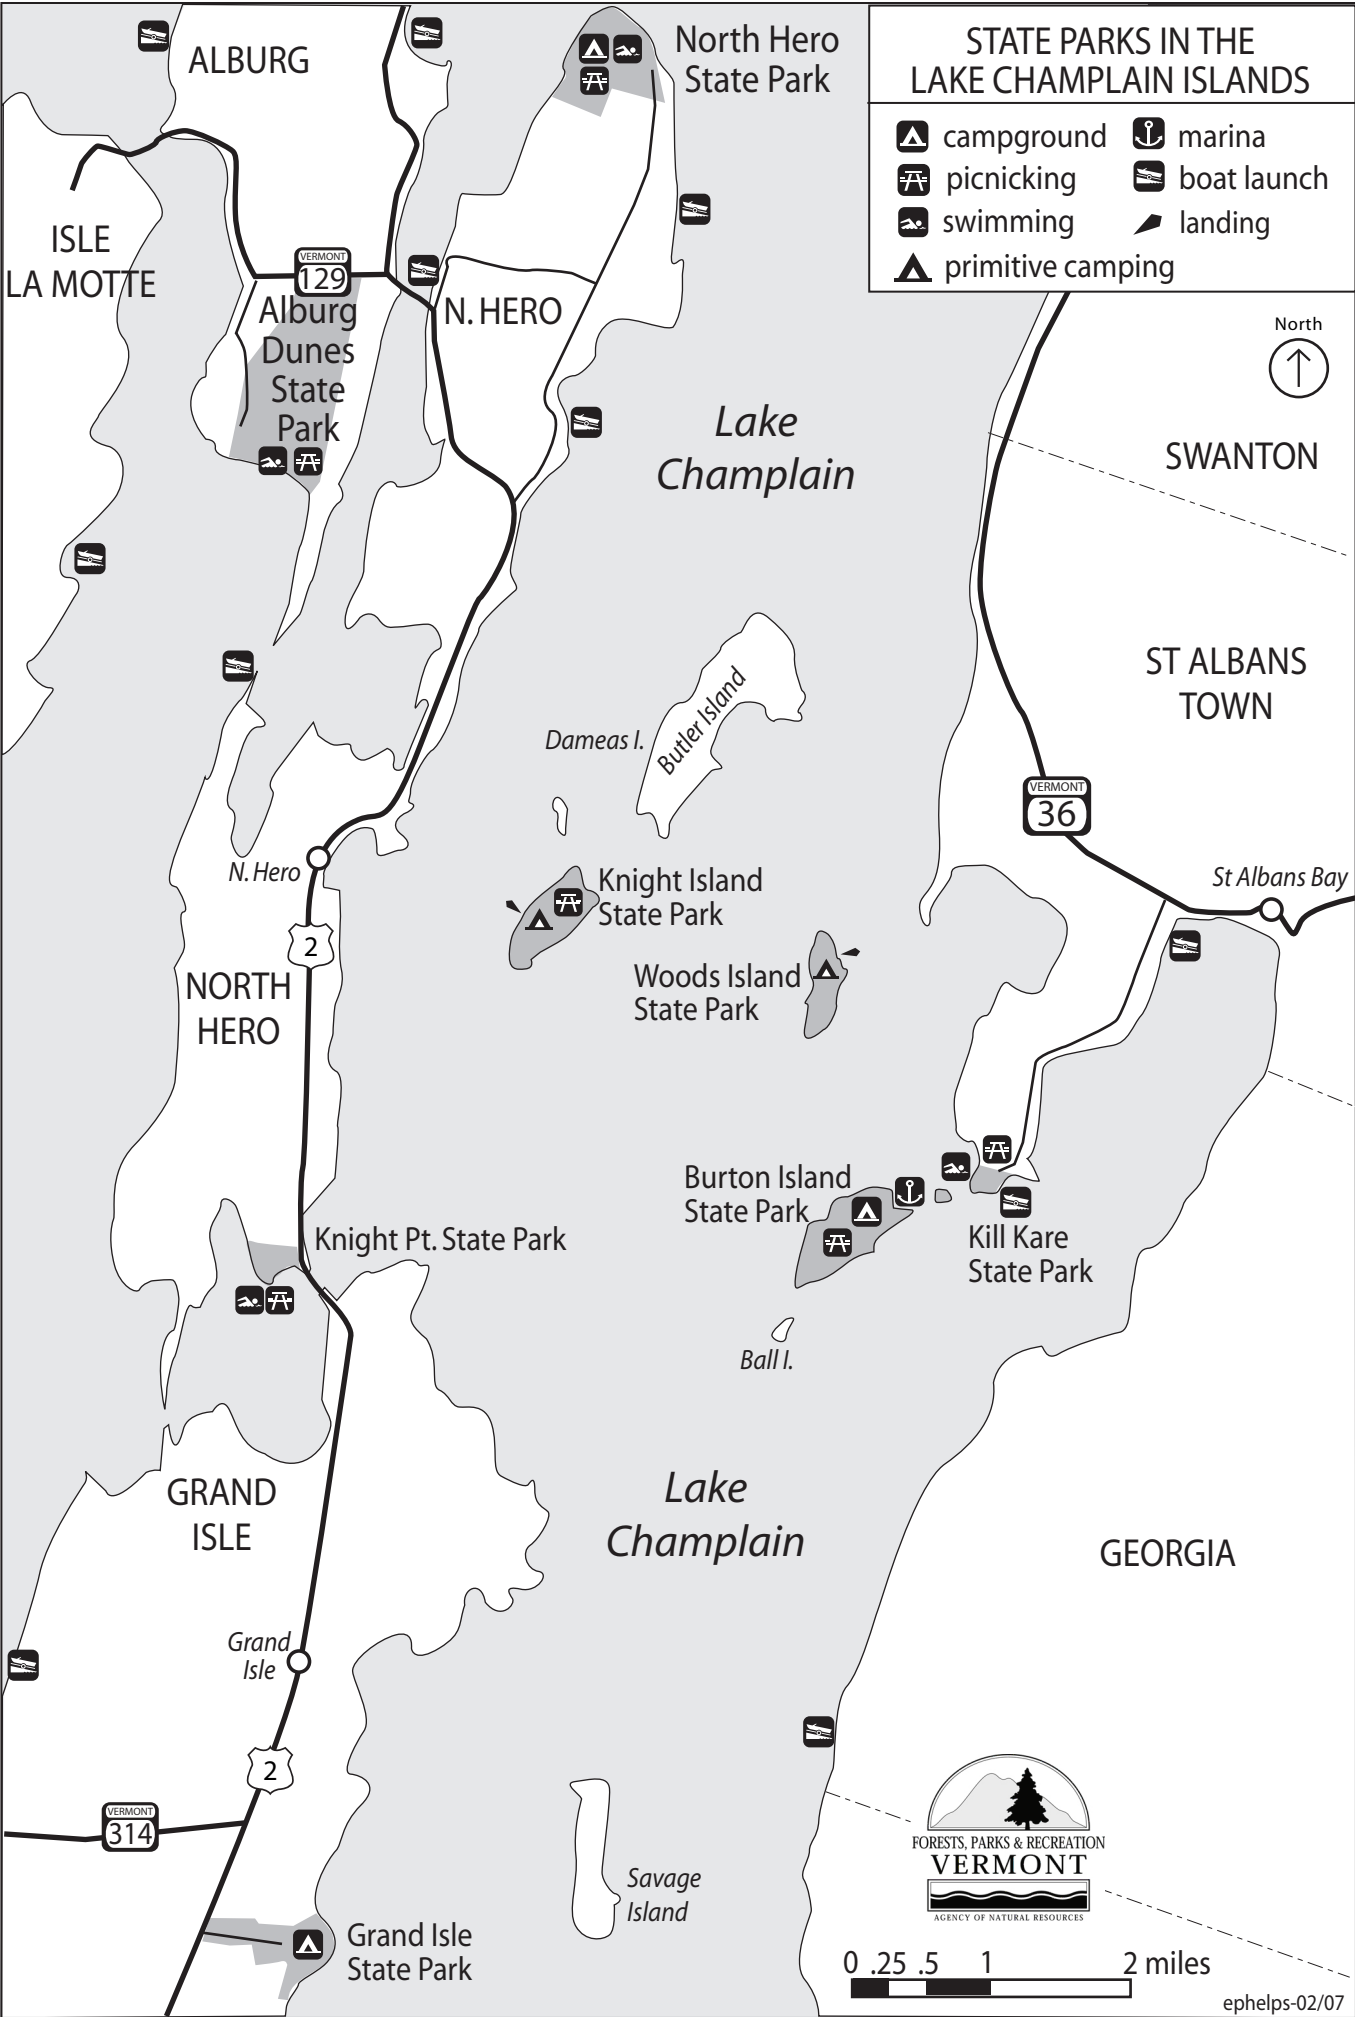 STATE PARKS IN THE
LAKE CHAMPLAIN ISLANDS
campground
marina
picnicking
boat launch
swimming
landing
primitive camping
North
ALBURG
North Hero
State Park
ISLE
LA MOTTE
VERMONT
129
Alburg
Dunes
State
Park
N. HERO
Lake
Champlain
SWANTON
ST ALBANS
TOWN
Butler Island
Dameas I.
VERMONT
36
N. Hero
St Albans Bay
Knight Island
State Park
2
Woods Island
State Park
NORTH
HERO
Burton Island
State Park
Knight Pt. State Park
Kill Kare
State Park
Ball I.
GRAND
ISLE
Lake
Champlain
GEORGIA
Grand
Isle
2
VERMONT
314
Savage
Island
Grand Isle
State Park
FORESTS, PARKS & RECREATION
VERMONT
AGENCY OF NATURAL RESOURCES
0 .25 .5 1 2 miles
ephelps-02/07